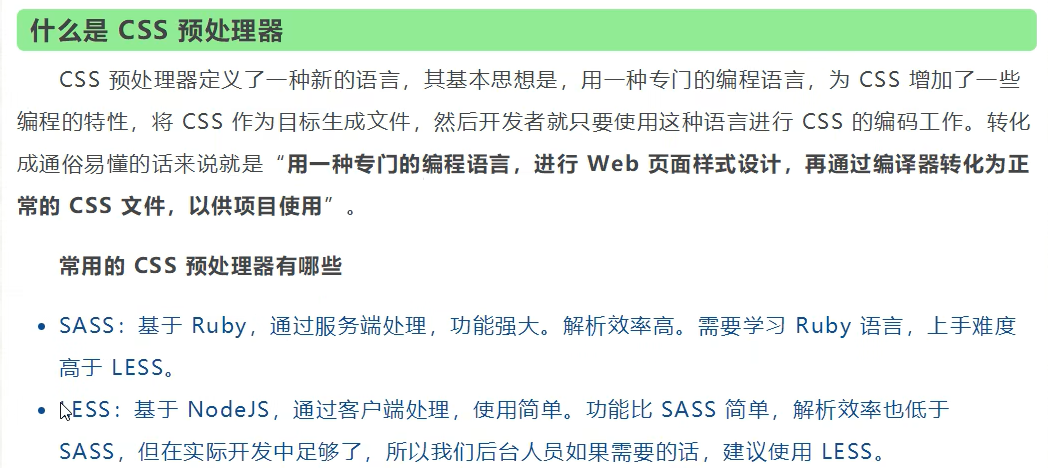 什么是 CSS 预处理器
CSS 预处理器定义了一种新的语言，其基本思想是，用一种专门的编程语言，为 CSS 增加了一些
编程的特性，将 CSS 作为目标生成文件，然后开发者就只要使用这种语言进行 CSS 的编码工作。转化
成通俗易懂的话来说就是“用一种专门的编程语言，进行 Web 页面样式设计，再通过编译器转化为正
常的 CSS 文件，以供项目使用”。
常用的 CSS 预处理器有哪些
• SASS：基于 Ruby，通过服务端处理，功能强大。解析效率高。需要学习 Ruby 语言，上手难度
高于 LESS。
• LESS：基于 NodeJS，通过客户端处理，使用简单。功能比 SASS 简单，解析效率也低于
SASS，但在实际开发中足够了，所以我们后台人员如果需要的话，建议使用 LESS。